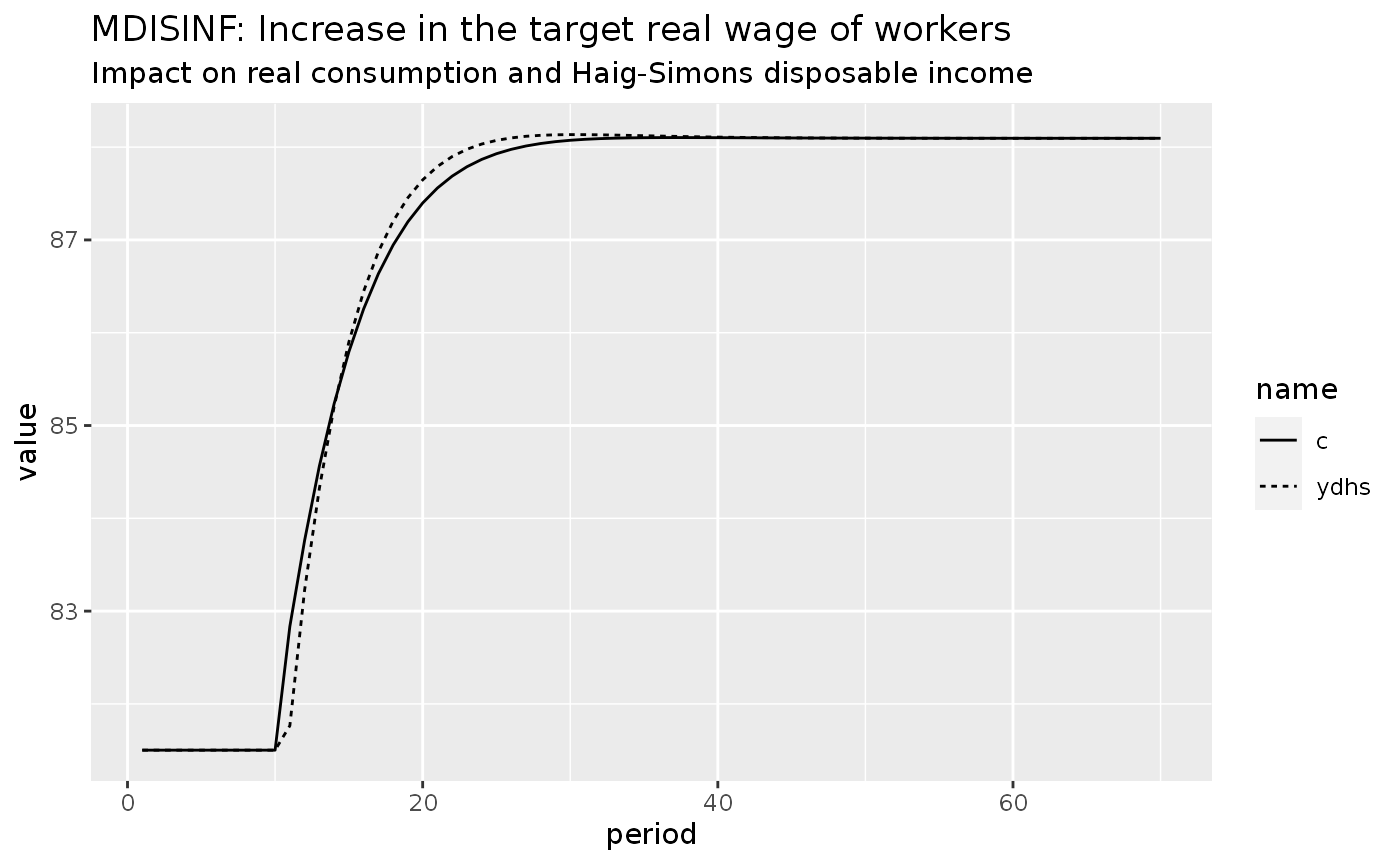 MDISINF: Increase in the target real wage of workers
Impact on real consumption and Haig-Simons disposable income
87
85
83
value
0 20 40 60
period
name
c
ydhs